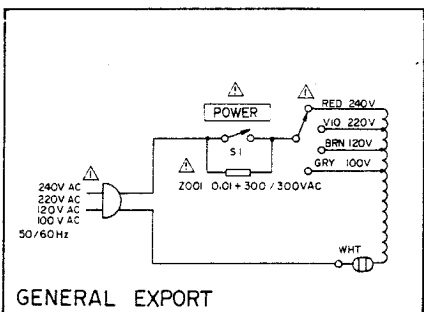 RED 240V
POWER
VIO 220V
BRN 120V
S1
GRY 100V
240V AC
Z001 0.01+300/300VAC
220V AC
120V AC
100V AC
50/60Hz
WHT
GENERAL EXPORT